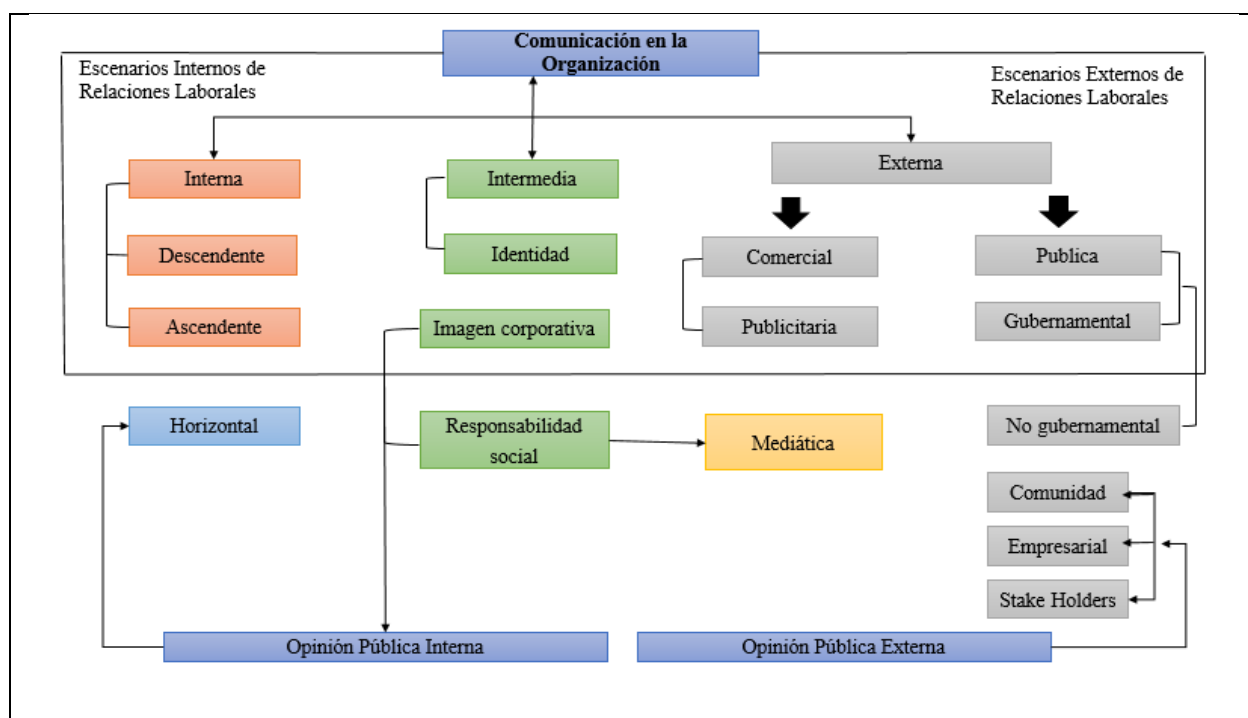 Comunicación en la
Organización
Escenarios Internos de
Relaciones Laborales
Escenarios Externos de
Relaciones Laborales
Interna
Intermedia
Externa
Descendente
Identidad
Comercial
Publica
Ascendente
Imagen corporativa
Publicitaria
Gubernamental
Horizontal
Responsabilidad
social
Mediática
No gubernamental
Comunidad
Empresarial
Stake Holders
Opinión Pública Interna
Opinión Pública Externa